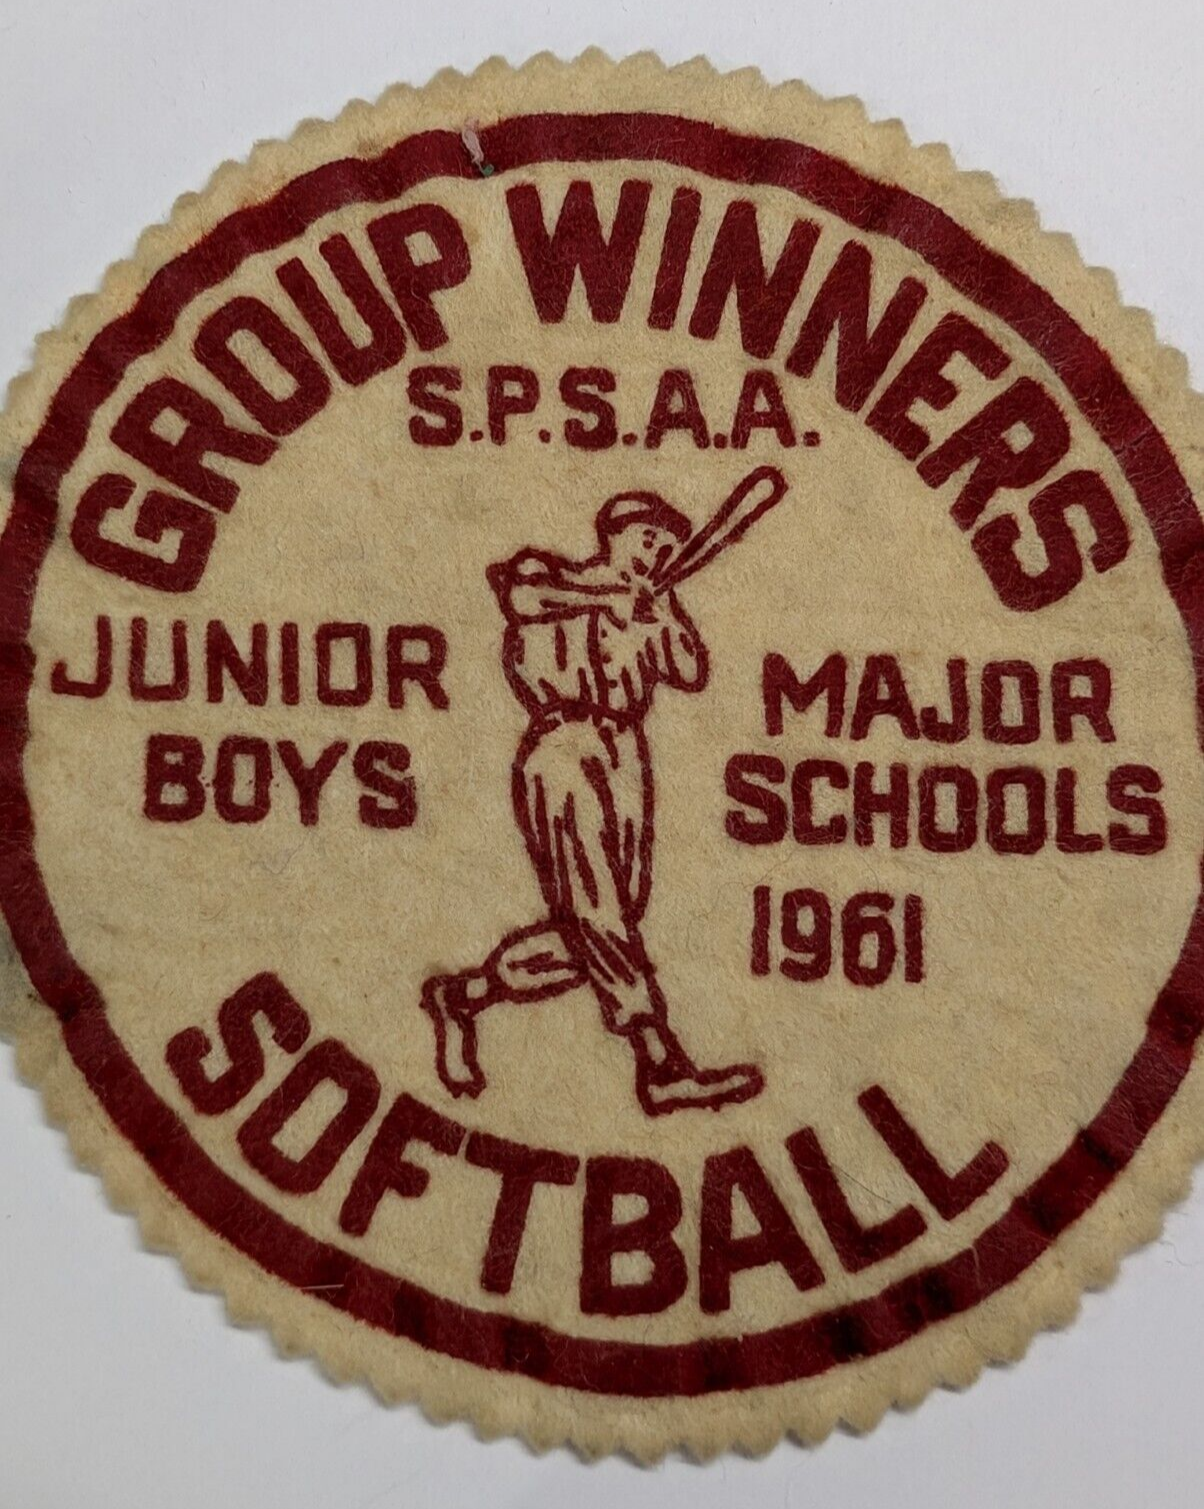 GROUP WINNERS
S.P.S.A.A.
JUNIOR
BOYS
MAJOR
SCHOOLS
1961
SOFTBALL